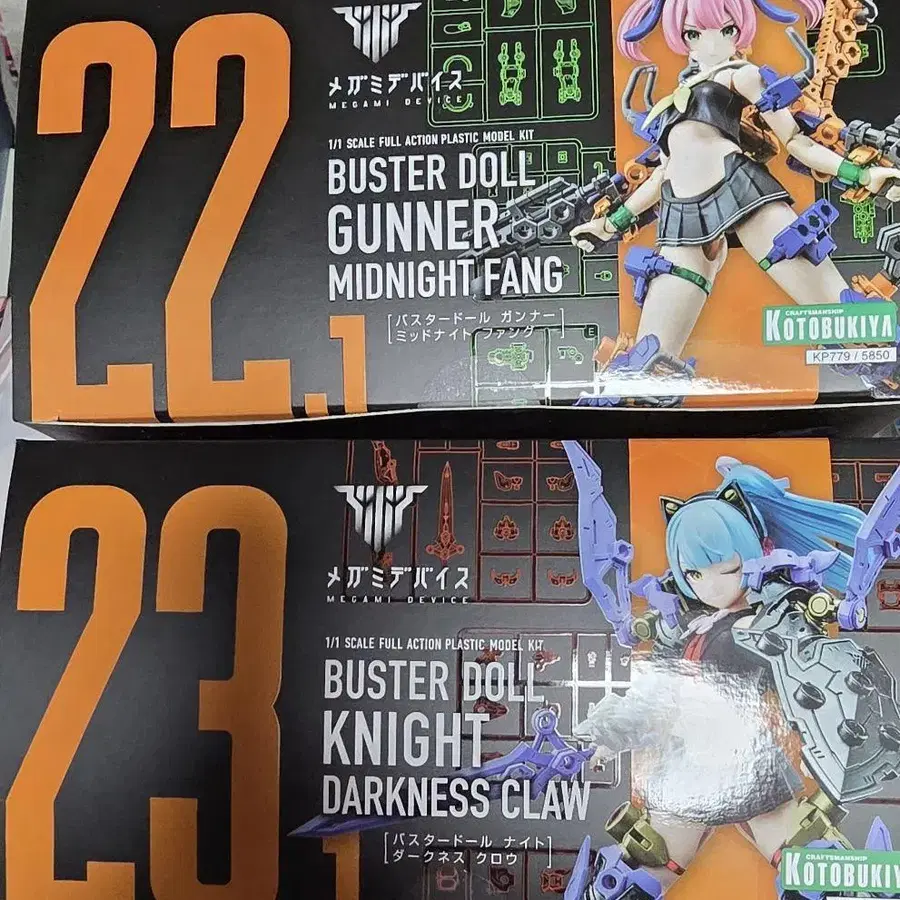 22.1
メガミデバイス
MEGAMI DEVICE
1/1 SCALE FULL ACTION PLASTIC MODEL KIT
BUSTER DOLL
GUNNER
MIDNIGHT FANG
[バスタードール ガンナー]
[ミッドナイト ファング]
E
CRAFTSMANSHIP
KOTOBUKIYA
KP779 / 5850
23.1
メガミデバイス
MEGAMI DEVICE
1/1 SCALE FULL ACTION PLASTIC MODEL KIT
BUSTER DOLL
KNIGHT
DARKNESS CLAW
[バスタードール ナイト]
[ダークネス クロウ]
CRAFTSMANSHIP
KOTOBUKIY